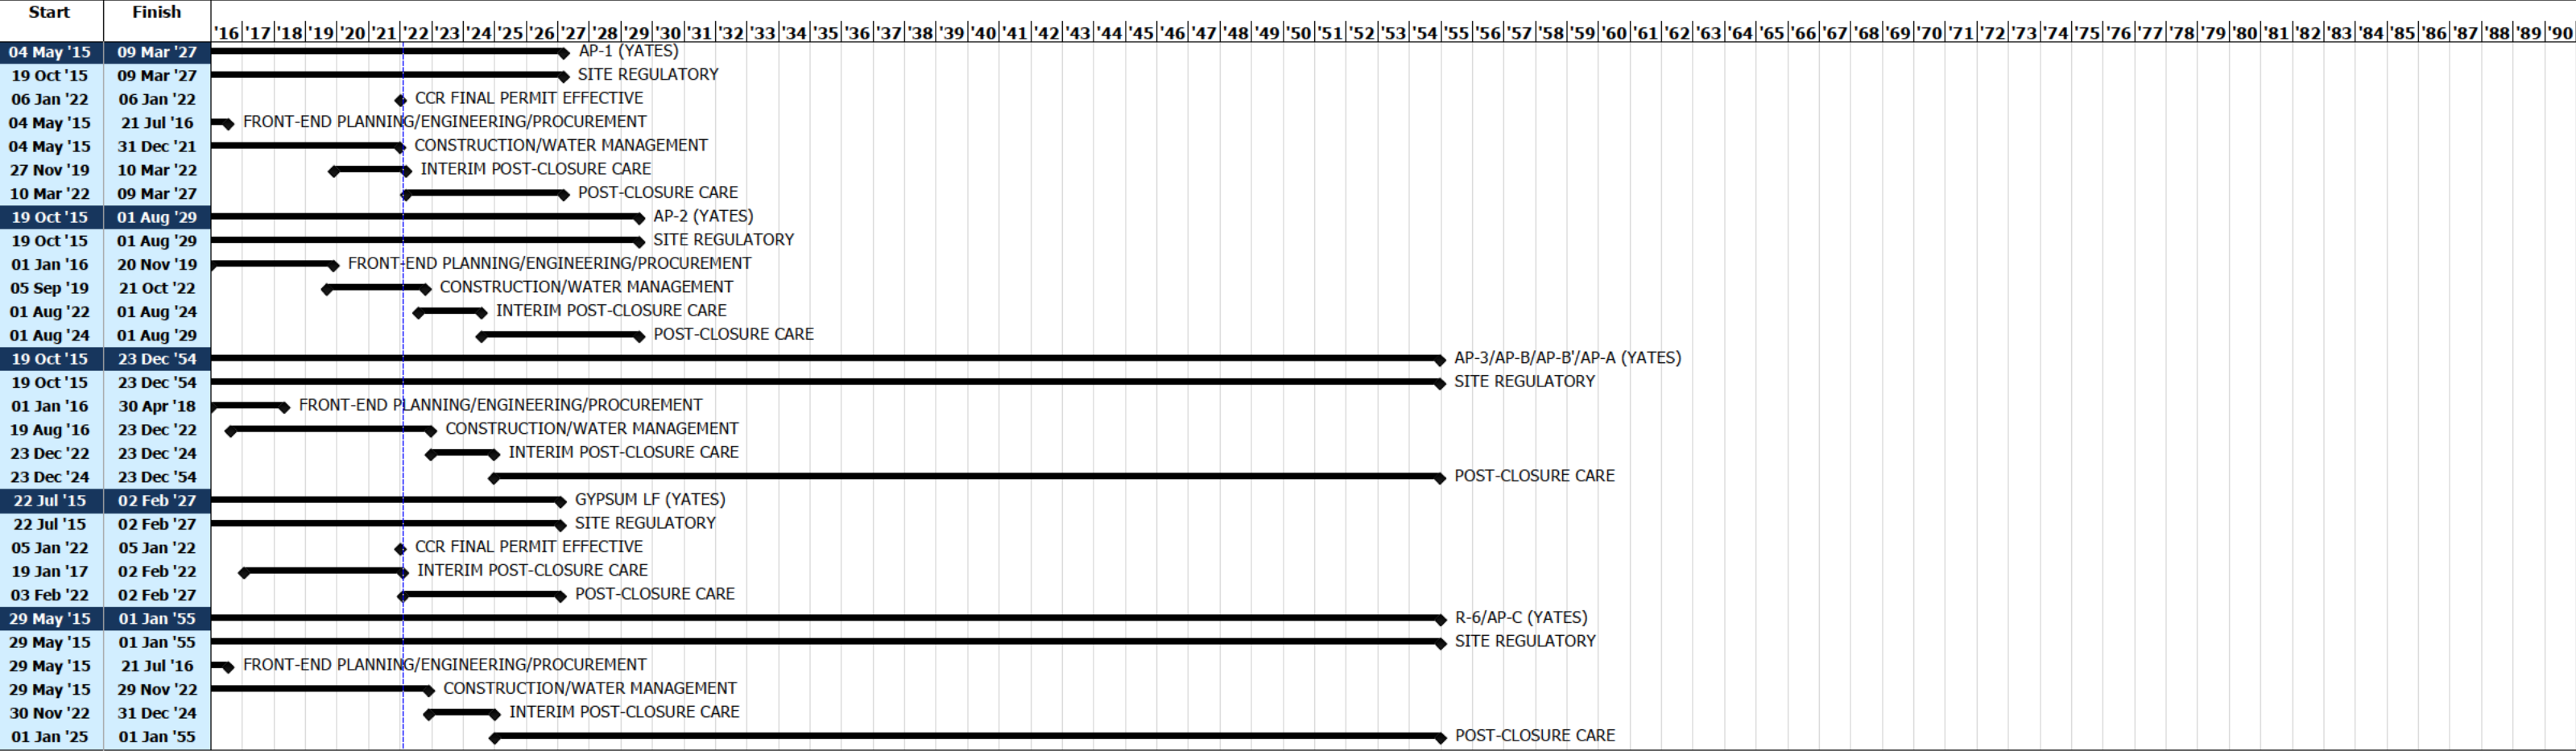 Start Finish
'16 '17 '18 '19 '20 '21 '22 '23 '24 '25 '26 '27 '28 '29 '30 '31 '32 '33 '34 '35 '36 '37 '38 '39 '40 '41 '42 '43 '44 '45 '46 '47 '48 '49 '50 '51 '52 '53 '54 '55 '56 '57 '58 '59 '60 '61 '62 '63 '64 '65 '66 '67 '68 '69 '70 '71 '72 '73 '74 '75 '76 '77 '78 '79 '80 '81 '82 '83 '84 '85 '86 '87 '88 '89 '90
04 May '15 09 Mar '27 AP-1 (YATES)
19 Oct '15 09 Mar '27 SITE REGULATORY
06 Jan '22 06 Jan '22 CCR FINAL PERMIT EFFECTIVE
04 May '15 21 Jul '16 FRONT-END PLANNING/ENGINEERING/PROCUREMENT
04 May '15 31 Dec '21 CONSTRUCTION/WATER MANAGEMENT
27 Nov '19 10 Mar '22 INTERIM POST-CLOSURE CARE
10 Mar '22 09 Mar '27 POST-CLOSURE CARE
19 Oct '15 01 Aug '29 AP-2 (YATES)
19 Oct '15 01 Aug '29 SITE REGULATORY
01 Jan '16 20 Nov '19 FRONT-END PLANNING/ENGINEERING/PROCUREMENT
05 Sep '19 21 Oct '22 CONSTRUCTION/WATER MANAGEMENT
01 Aug '22 01 Aug '24 INTERIM POST-CLOSURE CARE
01 Aug '24 01 Aug '29 POST-CLOSURE CARE
19 Oct '15 23 Dec '54 AP-3/AP-B/AP-B'/AP-A (YATES)
19 Oct '15 23 Dec '54 SITE REGULATORY
01 Jan '16 30 Apr '18 FRONT-END PLANNING/ENGINEERING/PROCUREMENT
19 Aug '16 23 Dec '22 CONSTRUCTION/WATER MANAGEMENT
23 Dec '22 23 Dec '24 INTERIM POST-CLOSURE CARE
23 Dec '24 23 Dec '54 POST-CLOSURE CARE
22 Jul '15 02 Feb '27 GYPSUM LF (YATES)
22 Jul '15 02 Feb '27 SITE REGULATORY
05 Jan '22 05 Jan '22 CCR FINAL PERMIT EFFECTIVE
19 Jan '17 02 Feb '22 INTERIM POST-CLOSURE CARE
03 Feb '22 02 Feb '27 POST-CLOSURE CARE
29 May '15 01 Jan '55 R-6/AP-C (YATES)
29 May '15 01 Jan '55 SITE REGULATORY
29 May '15 21 Jul '16 FRONT-END PLANNING/ENGINEERING/PROCUREMENT
29 May '15 29 Nov '22 CONSTRUCTION/WATER MANAGEMENT
30 Nov '22 31 Dec '24 INTERIM POST-CLOSURE CARE
01 Jan '25 01 Jan '55 POST-CLOSURE CARE